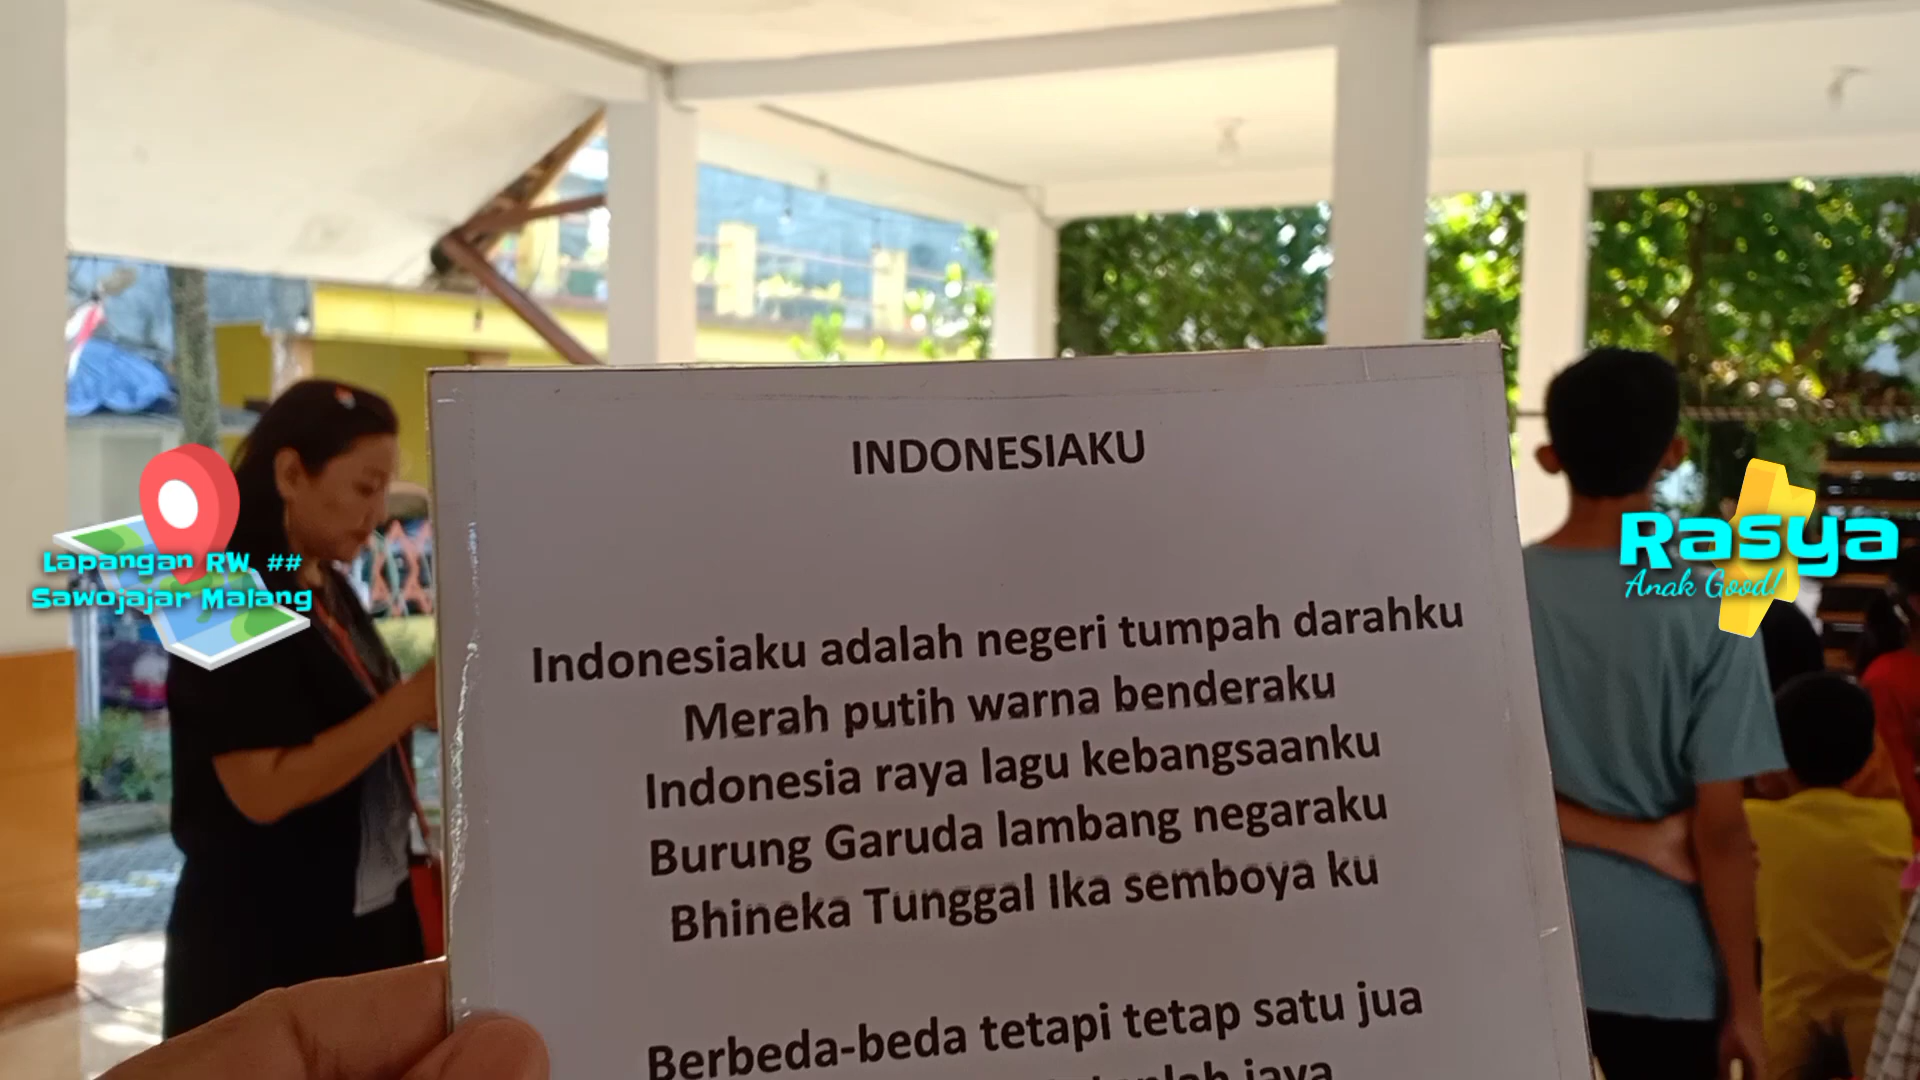 INDONESIAKU
Indonesiaku adalah negeri tumpah darahku
Merah putih warna benderaku
Indonesia raya lagu kebangsaanku
Burung Garuda lambang negaraku
Bhineka Tunggal Ika semboya ku
Berbeda-beda tetapi tetap satu jua
jaya
Lapangan RW ##
Sawojajar Malang
Rasya
Anak Good!